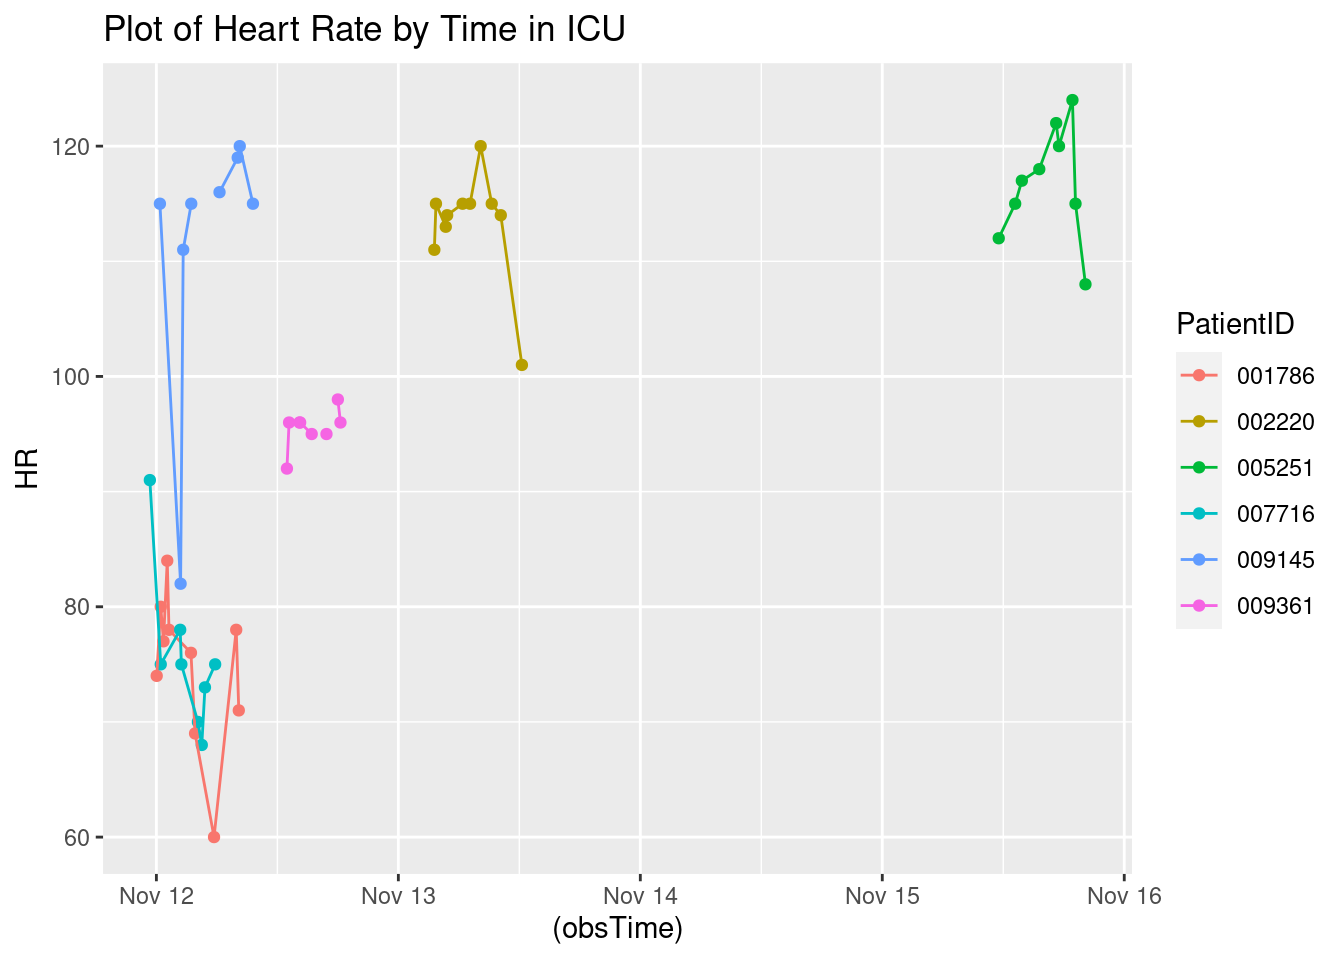 Plot of Heart Rate by Time in ICU
120
100
80
60
HR
Nov 12
Nov 13
Nov 14
Nov 15
Nov 16
(obsTime)
PatientID
001786
002220
005251
007716
009145
009361